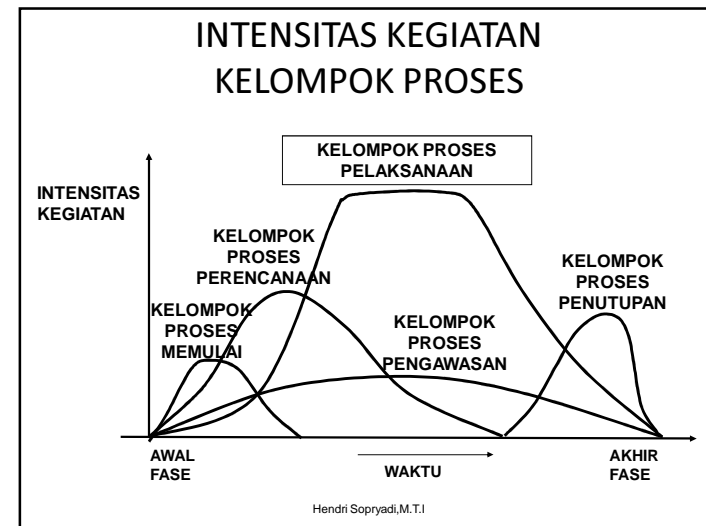 INTENSITAS KEGIATAN
KELOMPOK PROSES
KELOMPOK PROSES
PELAKSANAAN
INTENSITAS
KEGIATAN
KELOMPOK
PROSES
PERENCANAAN
KELOMPOK
PROSES
PENUTUPAN
KELOMPOK
PROSES
MEMULAI
KELOMPOK
PROSES
PENGAWASAN
AWAL
FASE
WAKTU
AKHIR
FASE
Hendri Sopryadi,M.T.I